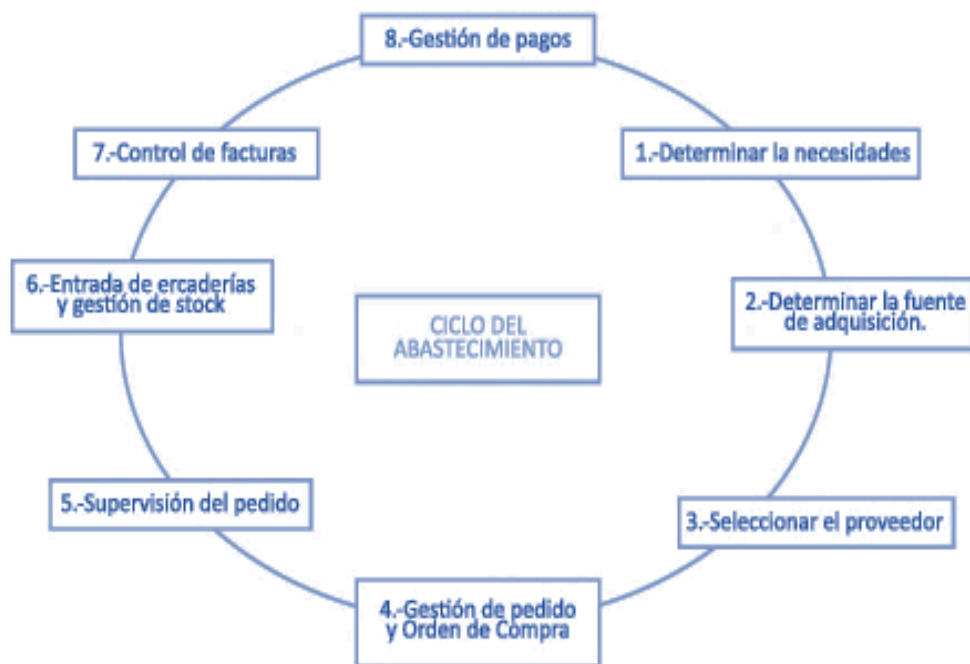 8.-Gestión de pagos
1.-Determinar la necesidades
2.-Determinar la fuente
de adquisición.
3.-Seleccionar el proveedor
4.-Gestión de pedido
y Orden de Compra
5.-Supervisión del pedido
6.-Entrada de ercaderías
y gestión de stock
7.-Control de facturas
CICLO DEL
ABASTECIMIENTO